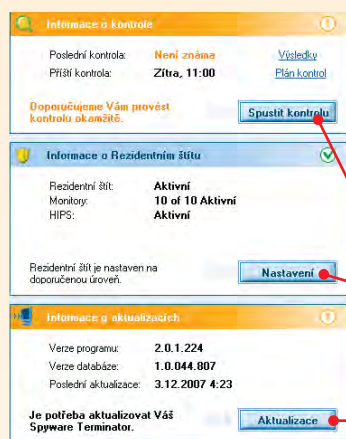 Informace o kontrole
Poslední kontrola: Není známa Výsledky
Příští kontrola: Zítra, 11:00 Plán kontrol
Doporučujeme Vám provést
kontrolu okamžitě.
Spustit kontrolu
Informace o Rezidentním štítu
Rezidentní štít: Aktivní
Monitory: 10 of 10 Aktivní
HIPS: Aktivní
Rezidentní štít je nastaven na
doporučenou úroveň.
Nastavení
Informace o aktualizacích
Verze programu: 2.0.1.224
Verze databáze: 1.0.044.807
Poslední aktualizace: 3.12.2007 4:23
Je potřeba aktualizovat Váš
Spyware Terminator.
Aktualizace